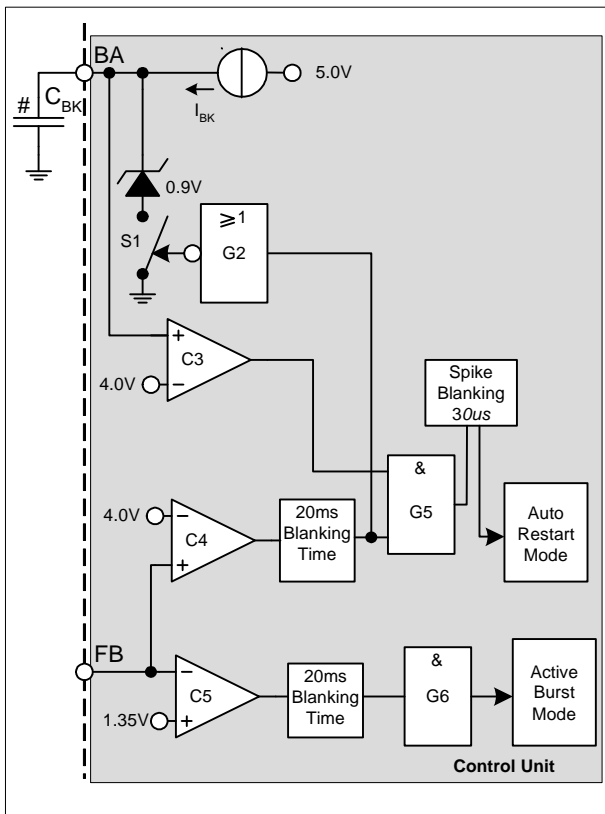 BA
5.0V
# C_BK
I_BK
0.9V
S1
≥1
G2
C3
+
−
4.0V
Spike
Blanking
30us
&
G5
4.0V
−
C4
+
20ms
Blanking
Time
Auto
Restart
Mode
FB
−
C5
+
1.35V
20ms
Blanking
Time
&
G6
Active
Burst
Mode
Control Unit